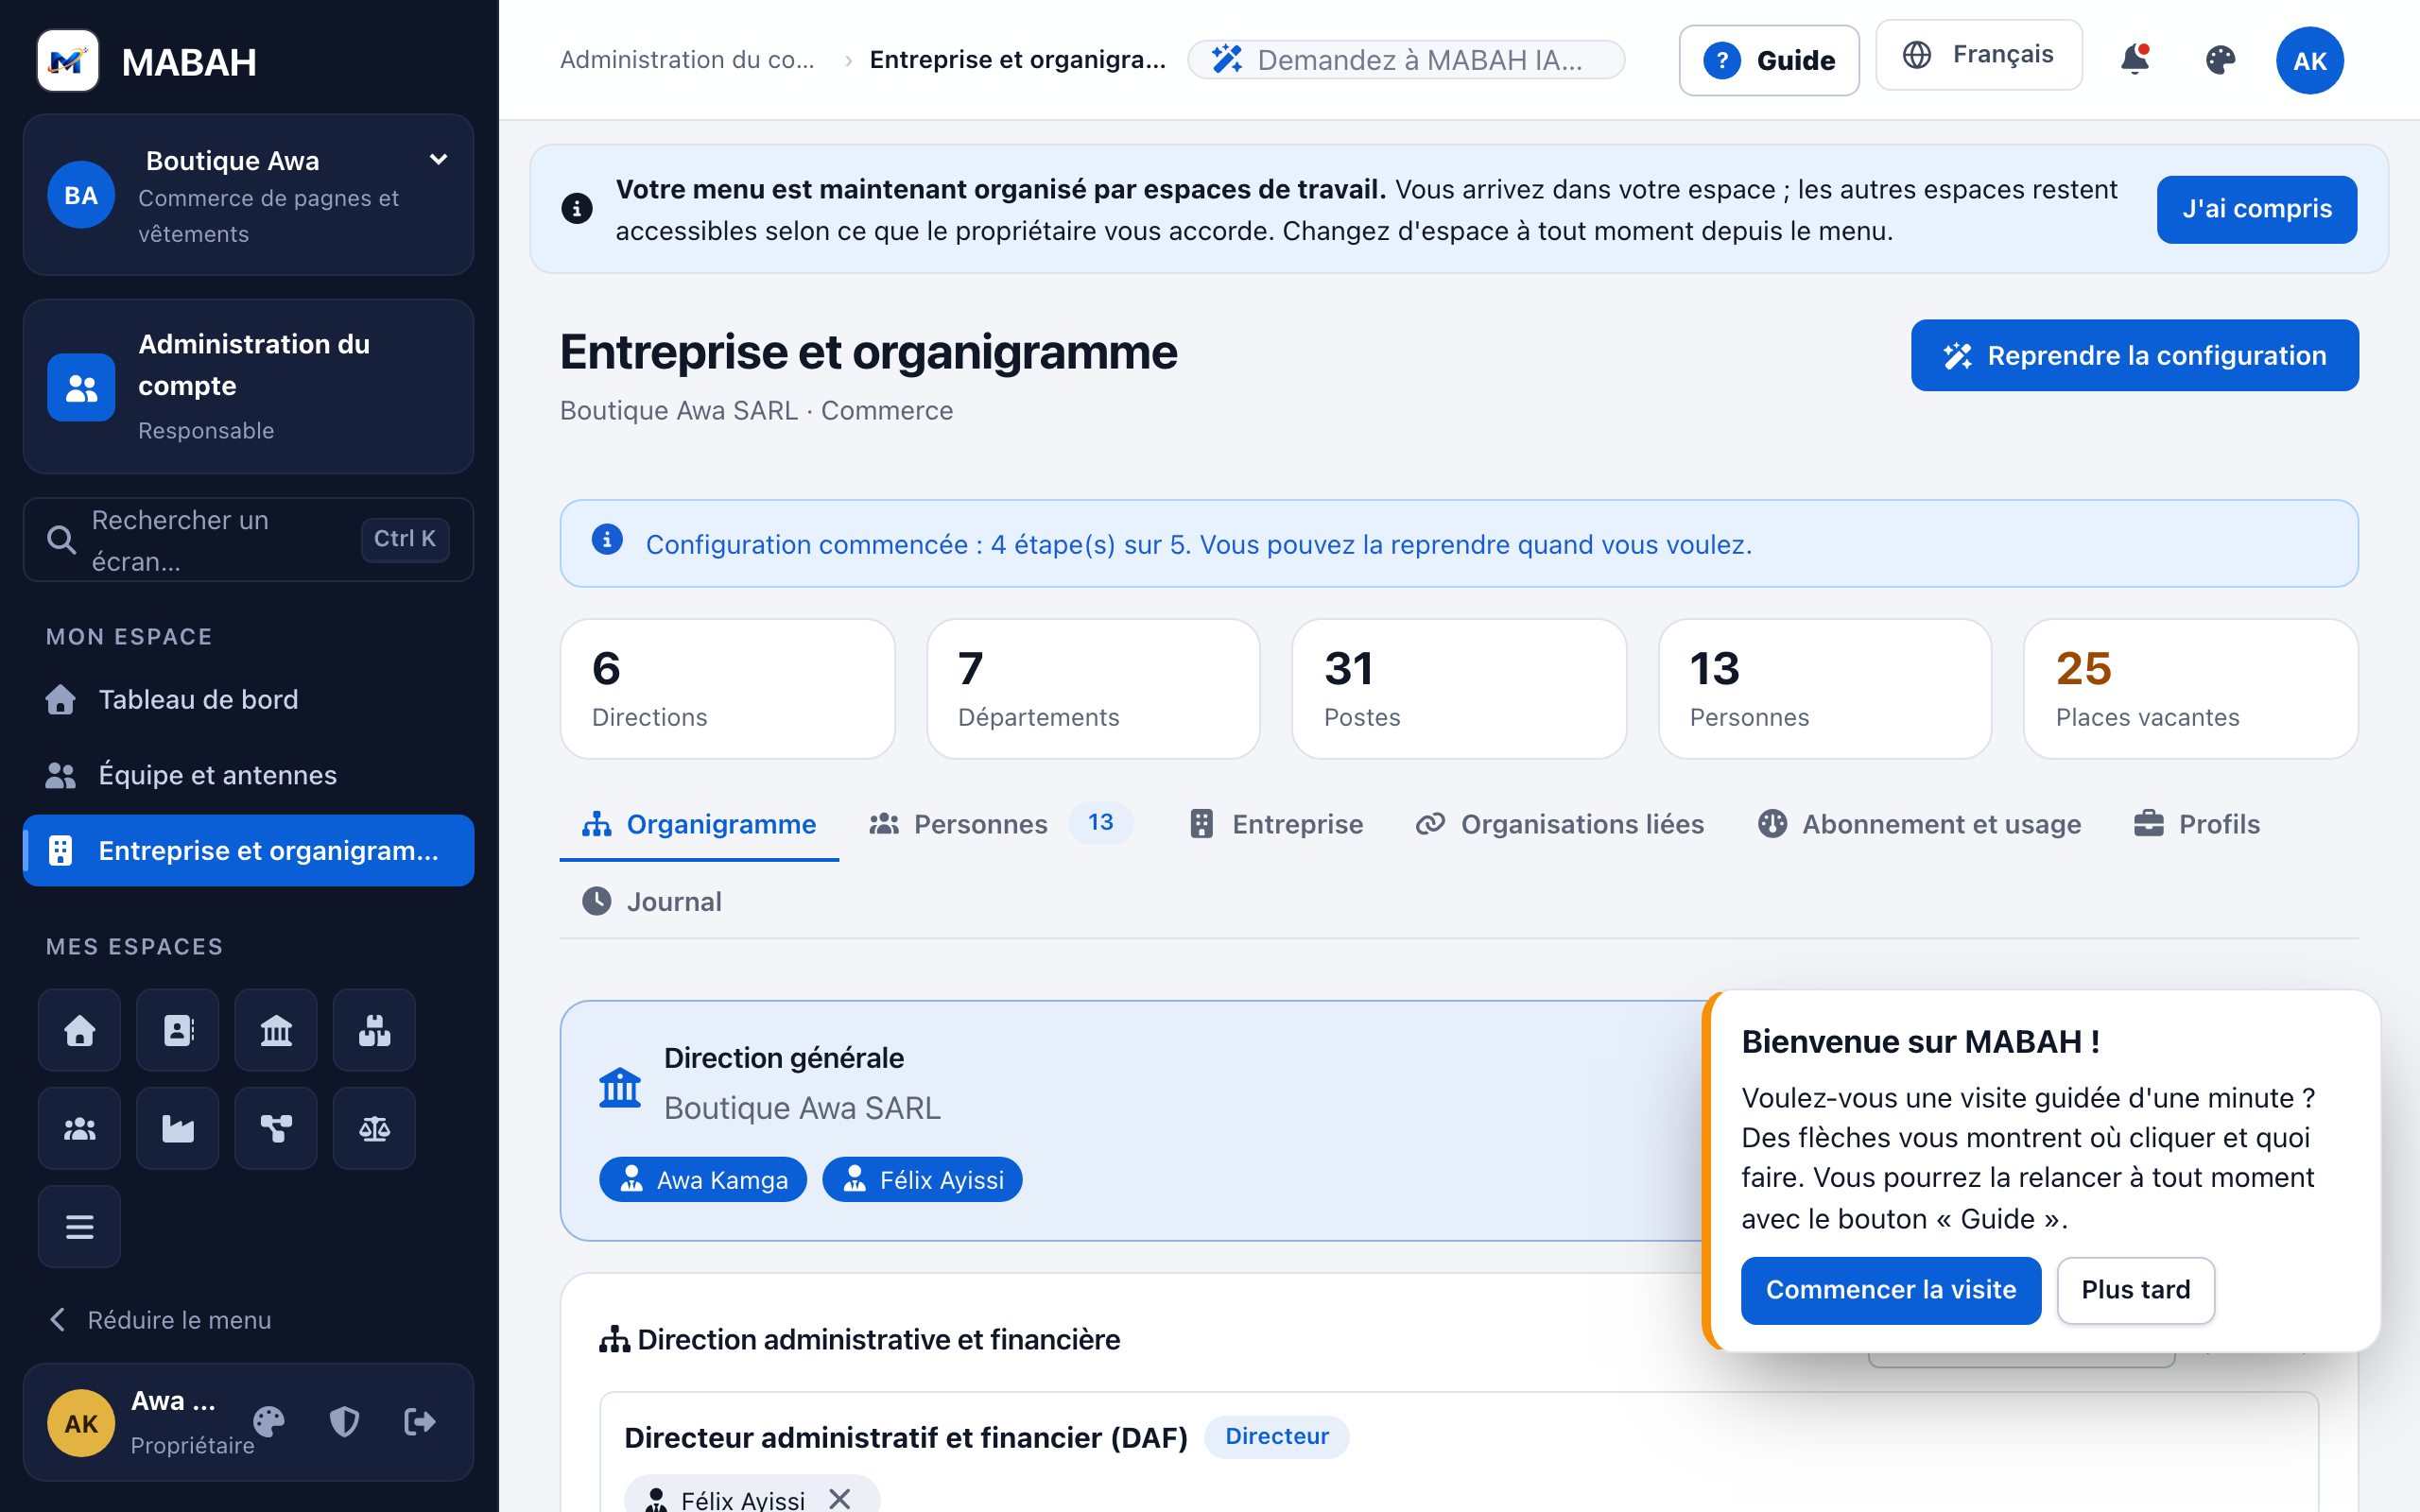 MABAH
BA
Boutique Awa
Commerce de pagnes et
vêtements
Administration du
compte
Responsable
Rechercher un
écran...
Ctrl K
MON ESPACE
Tableau de bord
Équipe et antennes
Entreprise et organigram...
MES ESPACES
Réduire le menu
AK
Awa ...
Propriétaire
Administration du co... › Entreprise et organigra...
Demandez à MABAH IA...
? Guide
Français
AK
Votre menu est maintenant organisé par espaces de travail. Vous arrivez dans votre espace ; les autres espaces restent
accessibles selon ce que le propriétaire vous accorde. Changez d'espace à tout moment depuis le menu.
J'ai compris
Entreprise et organigramme
Boutique Awa SARL · Commerce
Reprendre la configuration
Configuration commencée : 4 étape(s) sur 5. Vous pouvez la reprendre quand vous voulez.
6
Directions
7
Départements
31
Postes
13
Personnes
25
Places vacantes
Organigramme
Personnes 13
Entreprise
Organisations liées
Abonnement et usage
Profils
Journal
Direction générale
Boutique Awa SARL
Awa Kamga
Félix Ayissi
Direction administrative et financière
Directeur administratif et financier (DAF) Directeur
Félix Ayissi
Bienvenue sur MABAH !
Voulez-vous une visite guidée d'une minute ?
Des flèches vous montrent où cliquer et quoi
faire. Vous pourrez la relancer à tout moment
avec le bouton « Guide ».
Commencer la visite
Plus tard